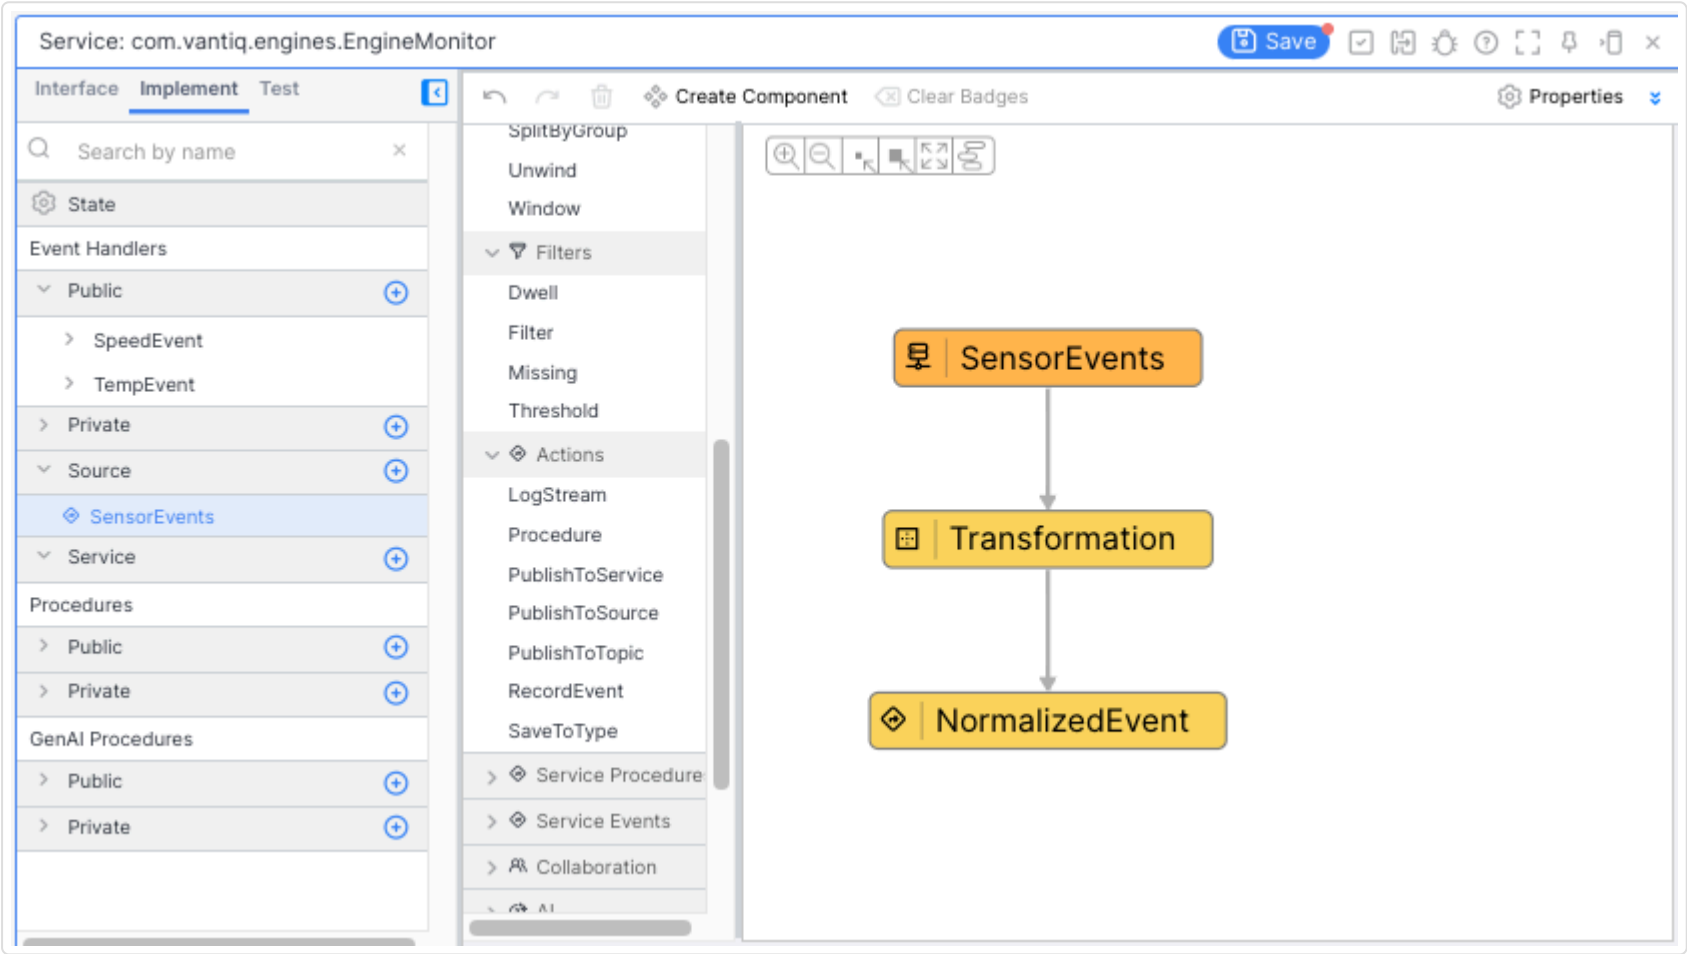 Service: com.vantiq.engines.EngineMonitor
Save
Interface Implement Test
Create Component
Clear Badges
Properties
Search by name
State
Event Handlers
Public
SpeedEvent
TempEvent
Private
Source
SensorEvents
Service
Procedures
Public
Private
GenAI Procedures
Public
Private
SplitByGroup
Unwind
Window
Filters
Dwell
Filter
Missing
Threshold
Actions
LogStream
Procedure
PublishToService
PublishToSource
PublishToTopic
RecordEvent
SaveToType
Service Procedure
Service Events
Collaboration
AI
SensorEvents
Transformation
NormalizedEvent